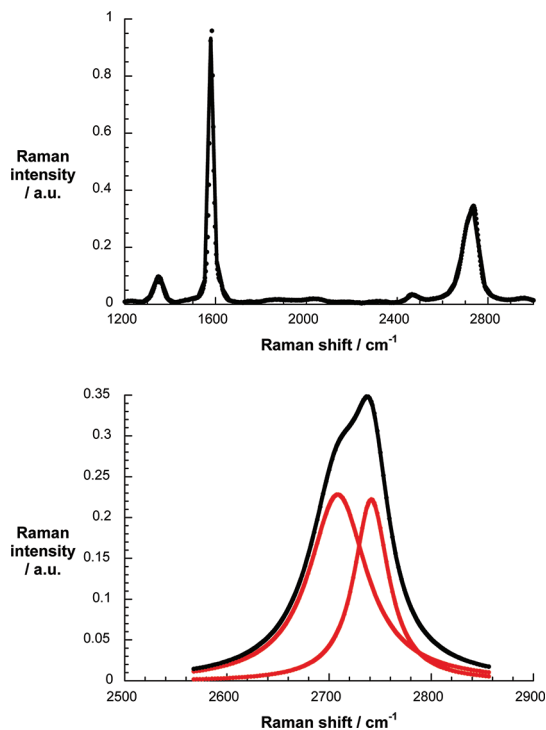 1
0.8
0.6
0.4
0.2
0
Raman
intensity
/ a.u.
1200 1600 2000 2400 2800
Raman shift / cm-1
0.35
0.3
0.25
0.2
0.15
0.1
0.05
0
Raman
intensity
/ a.u.
2500 2600 2700 2800 2900
Raman shift / cm-1